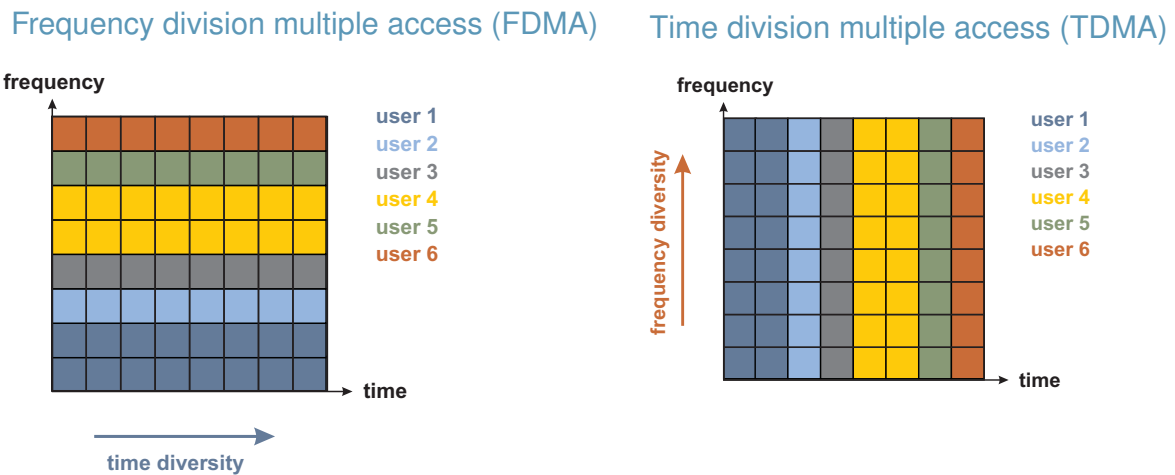 Frequency division multiple access (FDMA)
frequency
user 1
user 2
user 3
user 4
user 5
user 6
time
time diversity
Time division multiple access (TDMA)
frequency
frequency diversity
user 1
user 2
user 3
user 4
user 5
user 6
time